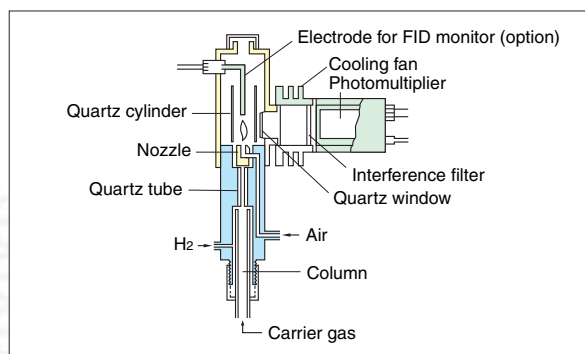 Electrode for FID monitor (option)
Cooling fan
Photomultiplier
Quartz cylinder
Nozzle
Interference filter
Quartz window
Quartz tube
H2
Air
Column
Carrier gas